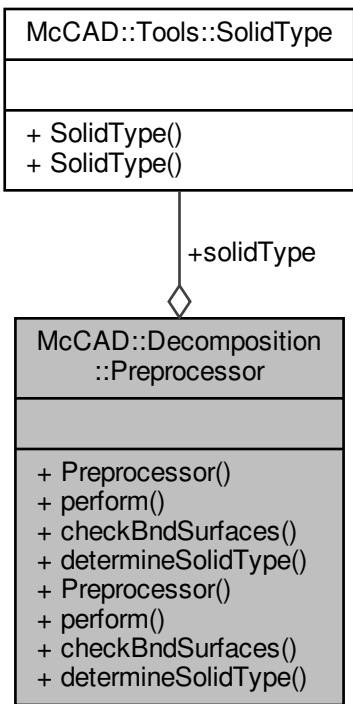 McCAD::Tools::SolidType
+ SolidType()
+ SolidType()
+solidType
McCAD::Decomposition
::Preprocessor
+ Preprocessor()
+ perform()
+ checkBndSurfaces()
+ determineSolidType()
+ Preprocessor()
+ perform()
+ checkBndSurfaces()
+ determineSolidType()